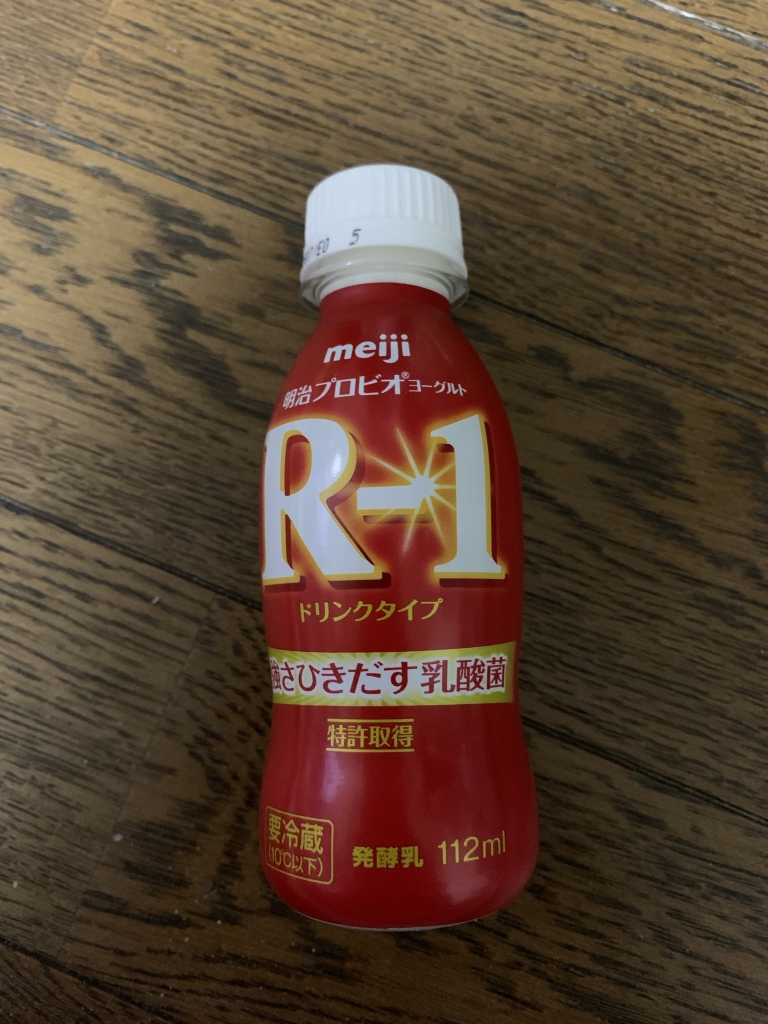 5
meiji
明治プロビオ®ヨーグルト
R-1
ドリンクタイプ
強さひきだす乳酸菌
特許取得
要冷蔵
(10℃以下)
発酵乳 112ml